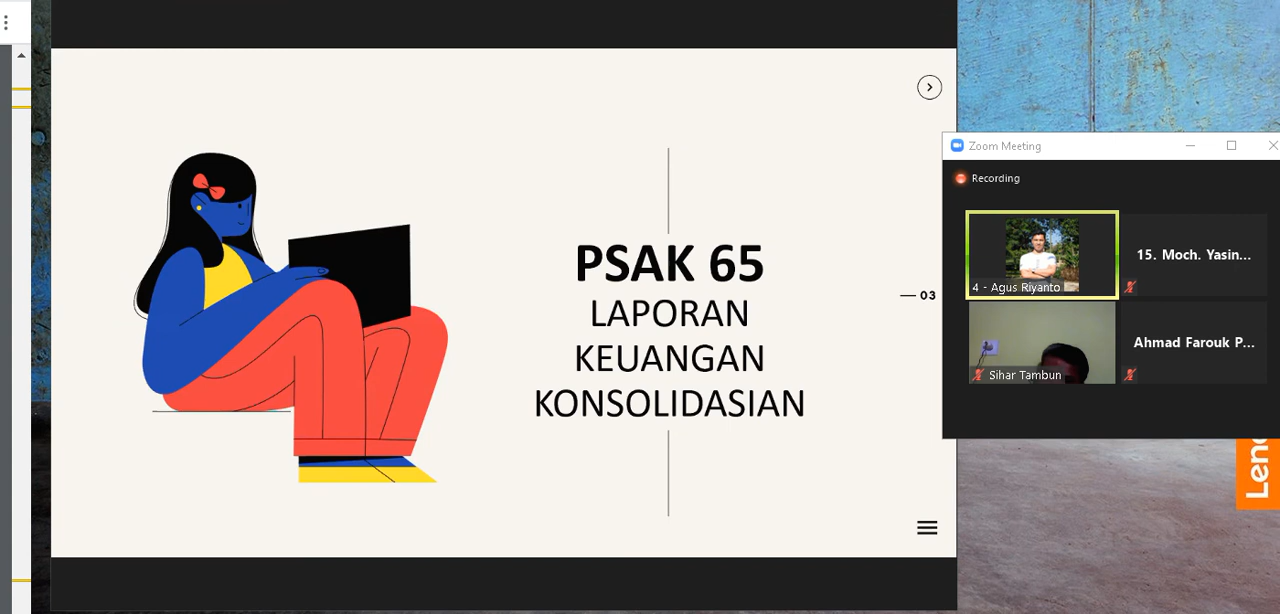 PSAK 65
LAPORAN
KEUANGAN
KONSOLIDASIAN
03
Zoom Meeting
Recording
4 - Agus Riyanto
15. Moch. Yasin...
Sihar Tambun
Ahmad Farouk P...